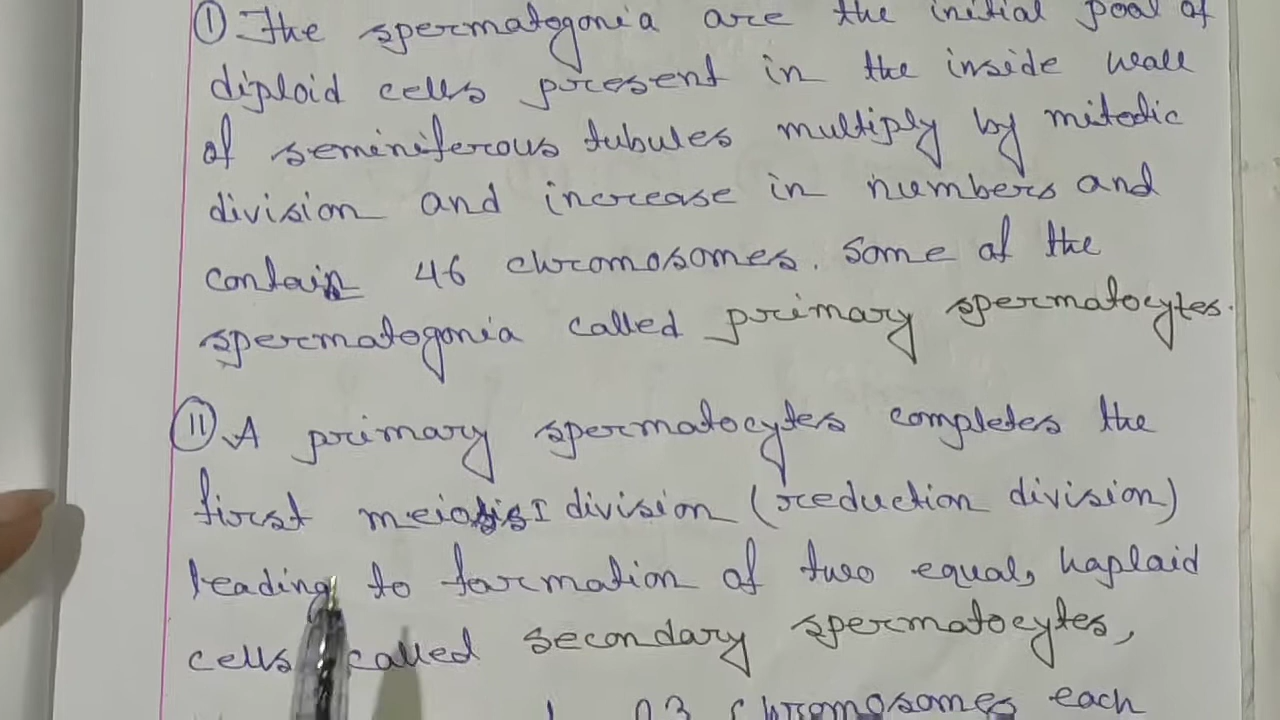 ① The spermatogonia are the initial pool of
diploid cells present in the inside wall
of seminiferous tubules multiply by mitotic
division and increase in numbers and
contain 46 chromosomes. Some of the
spermatogonia called primary spermatocytes.
⑪ A primary spermatocytes completes the
first meiosis I division (reduction division)
leading to formation of two equal, haploid
cells called secondary spermatocytes,
23 chromosomes each